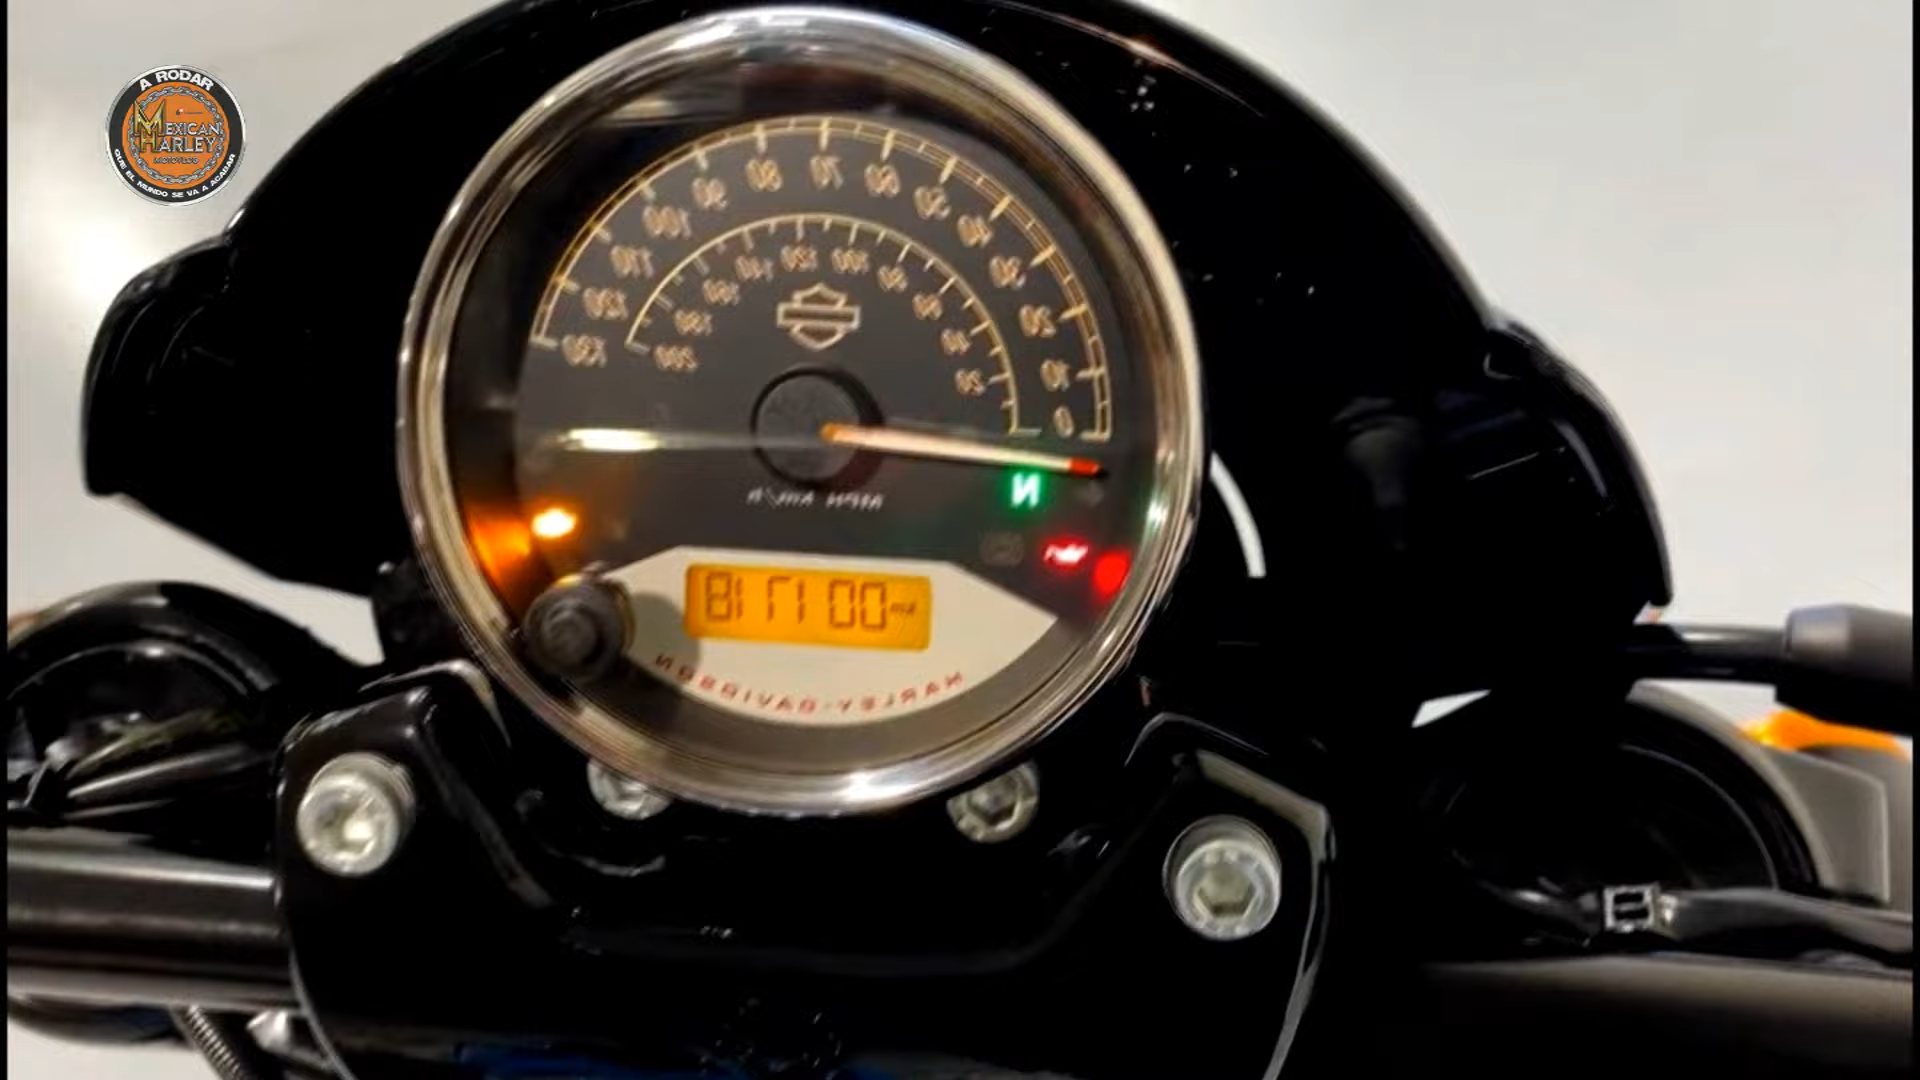 A RODAR
MEXICAN
HARLEY
MOTOVLOG
QUE EL MUNDO SE VA A ACABAR
130 120 110 100 90 80 70 60 50 40 30 20 10 0
200 180 160 140 120 100 80 60 40 20
MPH km/h
N
HARLEY-DAVIDSON